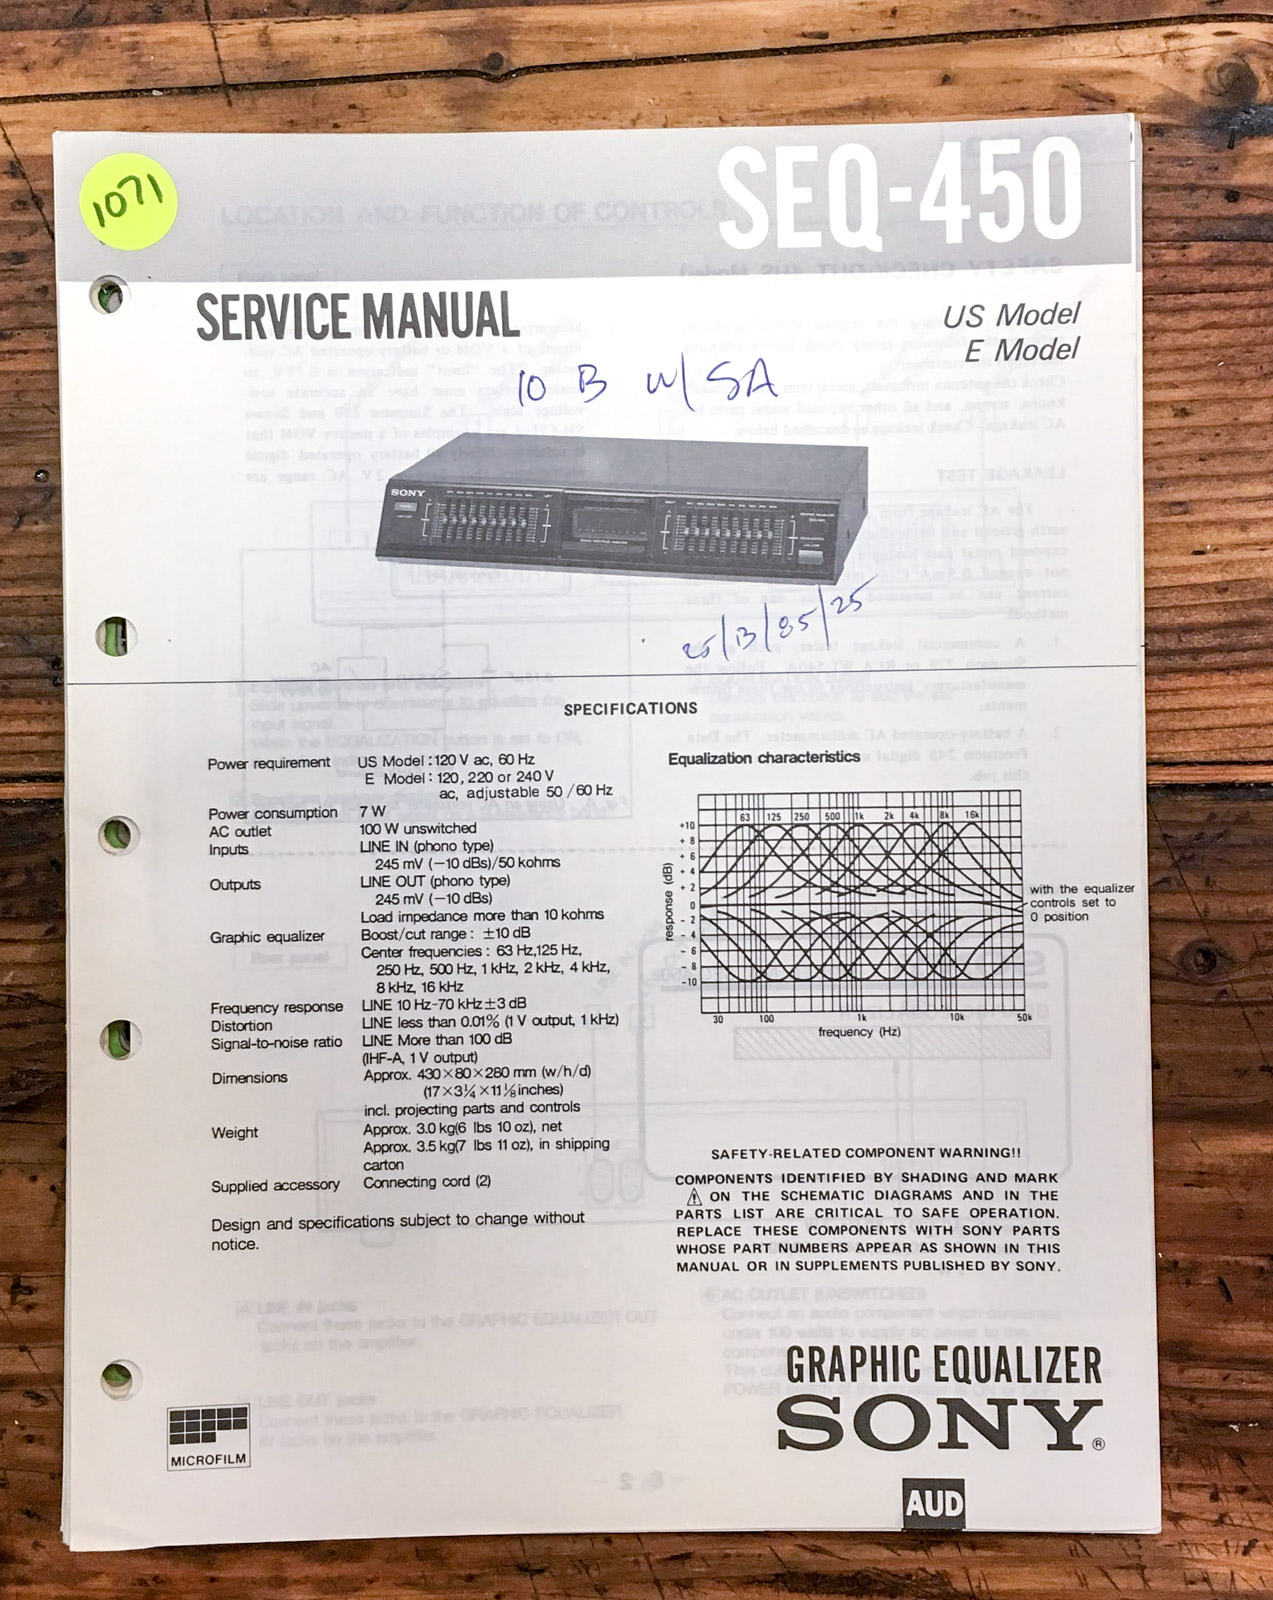 1071
SEQ-450
SERVICE MANUAL
US Model
E Model
10 B W/ SA
SONY
25/13/85/25
SPECIFICATIONS
Power requirement US Model : 120 V ac, 60 Hz
E Model : 120, 220 or 240 V
ac, adjustable 50 / 60 Hz
Power consumption 7 W
AC outlet 100 W unswitched
Inputs LINE IN (phono type)
245 mV (−10 dBs)/50 kohms
Outputs LINE OUT (phono type)
245 mV (−10 dBs)
Load impedance more than 10 kohms
Graphic equalizer Boost/cut range : ±10 dB
Center frequencies : 63 Hz,125 Hz,
250 Hz, 500 Hz, 1 kHz, 2 kHz, 4 kHz,
8 kHz, 16 kHz
Frequency response LINE 10 Hz-70 kHz±3 dB
Distortion LINE less than 0.01% (1 V output, 1 kHz)
Signal-to-noise ratio LINE More than 100 dB
(IHF-A, 1 V output)
Dimensions Approx. 430×80×280 mm (w/h/d)
(17×3¼×11⅛ inches)
incl. projecting parts and controls
Weight Approx. 3.0 kg(6 lbs 10 oz), net
Approx. 3.5 kg(7 lbs 11 oz), in shipping
carton
Supplied accessory Connecting cord (2)
Design and specifications subject to change without
notice.
Equalization characteristics
63 125 250 500 1k 2k 4k 8k 16k
+10
+ 8
+ 6
+ 4
+ 2
0
− 2
− 4
− 6
− 8
−10
response (dB)
30 100 1k 10k 50k
frequency (Hz)
with the equalizer
controls set to
0 position
SAFETY-RELATED COMPONENT WARNING!!
COMPONENTS IDENTIFIED BY SHADING AND MARK
⚠ ON THE SCHEMATIC DIAGRAMS AND IN THE
PARTS LIST ARE CRITICAL TO SAFE OPERATION.
REPLACE THESE COMPONENTS WITH SONY PARTS
WHOSE PART NUMBERS APPEAR AS SHOWN IN THIS
MANUAL OR IN SUPPLEMENTS PUBLISHED BY SONY.
GRAPHIC EQUALIZER
SONY®
MICROFILM
AUD